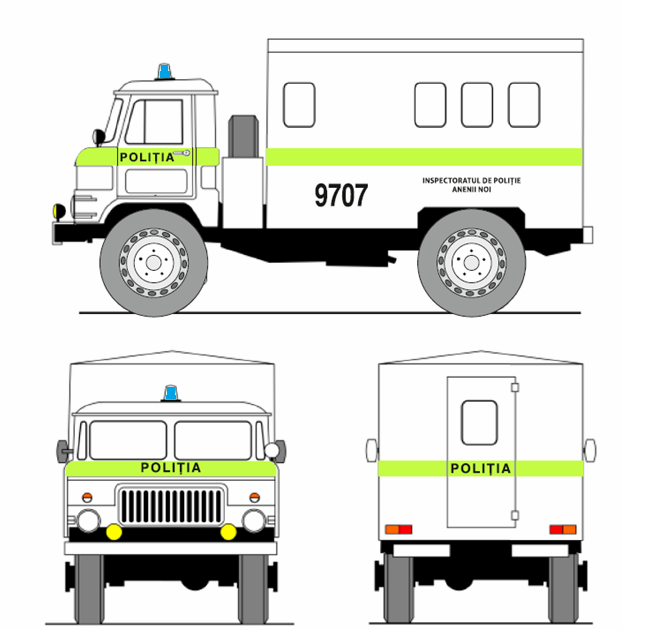 POLIȚIA
9707
INSPECTORATUL DE POLIȚIE
ANENII NOI
POLIȚIA
POLIȚIA